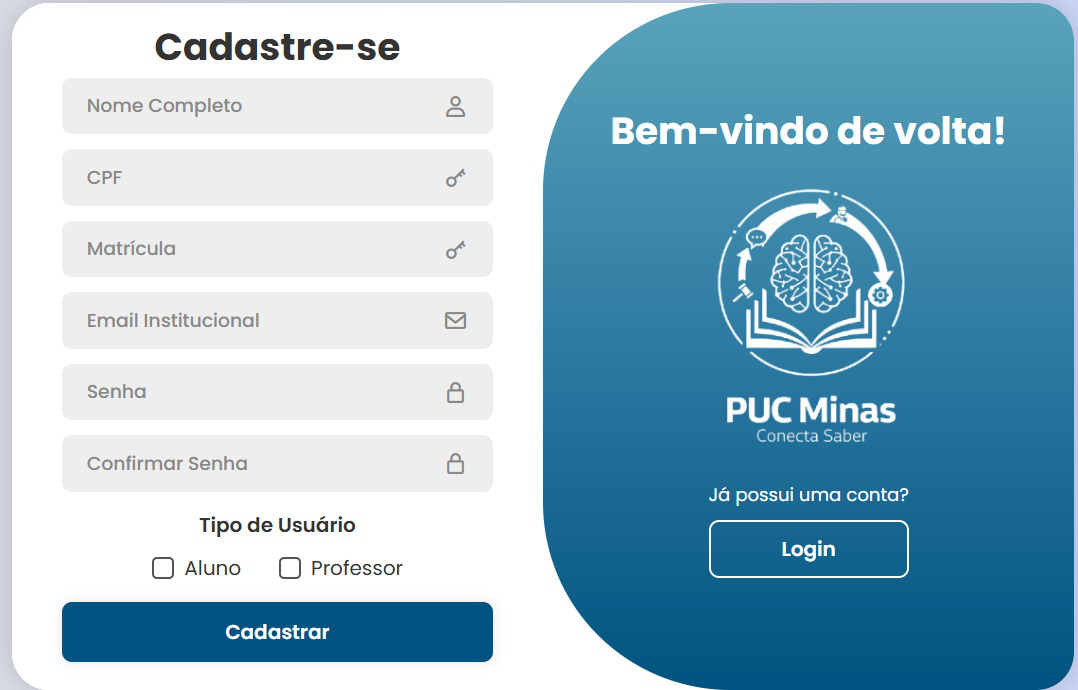 Cadastre-se
Nome Completo
CPF
Matrícula
Email Institucional
Senha
Confirmar Senha
Tipo de Usuário
Aluno
Professor
Cadastrar
Bem-vindo de volta!
PUC Minas
Conecta Saber
Já possui uma conta?
Login